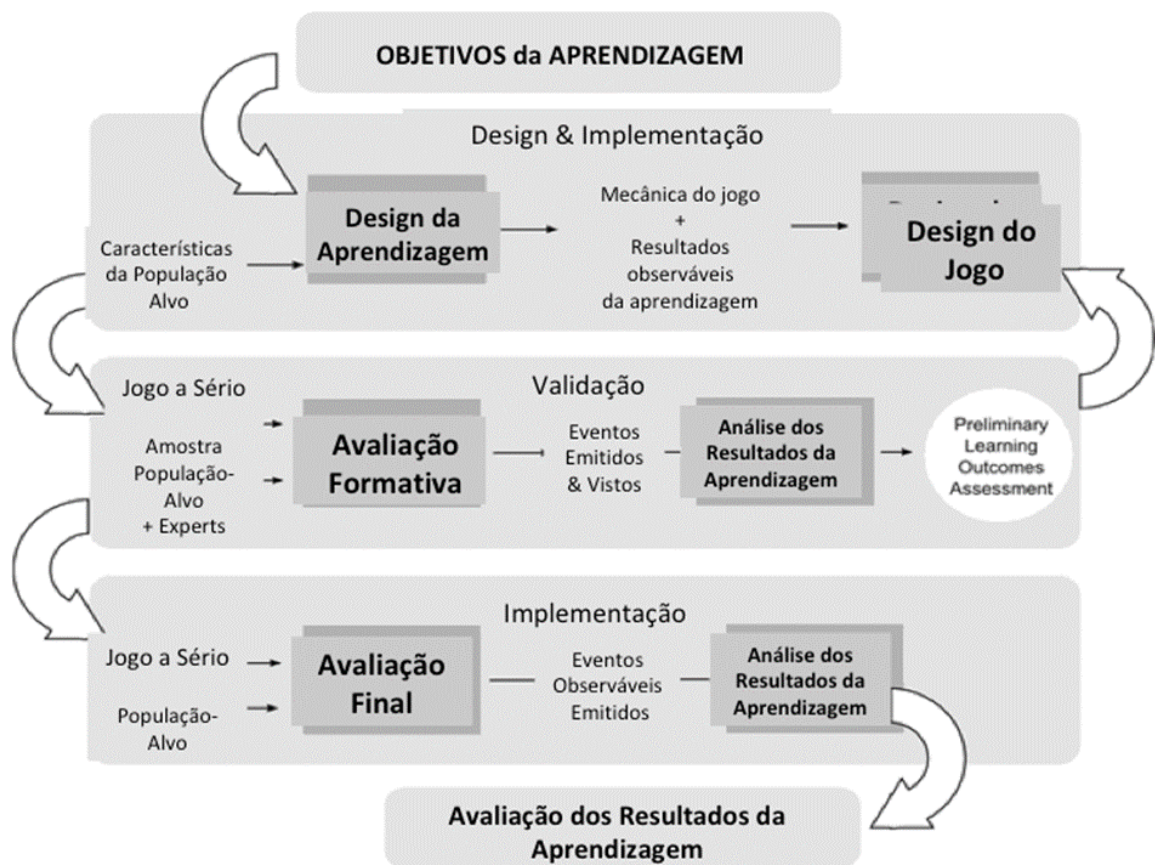 OBJETIVOS da APRENDIZAGEM
Design & Implementação
Design da
Aprendizagem
Mecânica do jogo
+
Resultados
observáveis
da aprendizagem
Design do
Jogo
Características
da População
Alvo
Jogo a Sério
Validação
Amostra
População-
Alvo
+ Experts
Avaliação
Formativa
Eventos
Emitidos
& Vistos
Análise dos
Resultados da
Aprendizagem
Preliminary
Learning
Outcomes
Assessment
Implementação
Jogo a Sério
População-
Alvo
Avaliação
Final
Eventos
Observáveis
Emitidos
Análise dos
Resultados da
Aprendizagem
Avaliação dos Resultados da
Aprendizagem